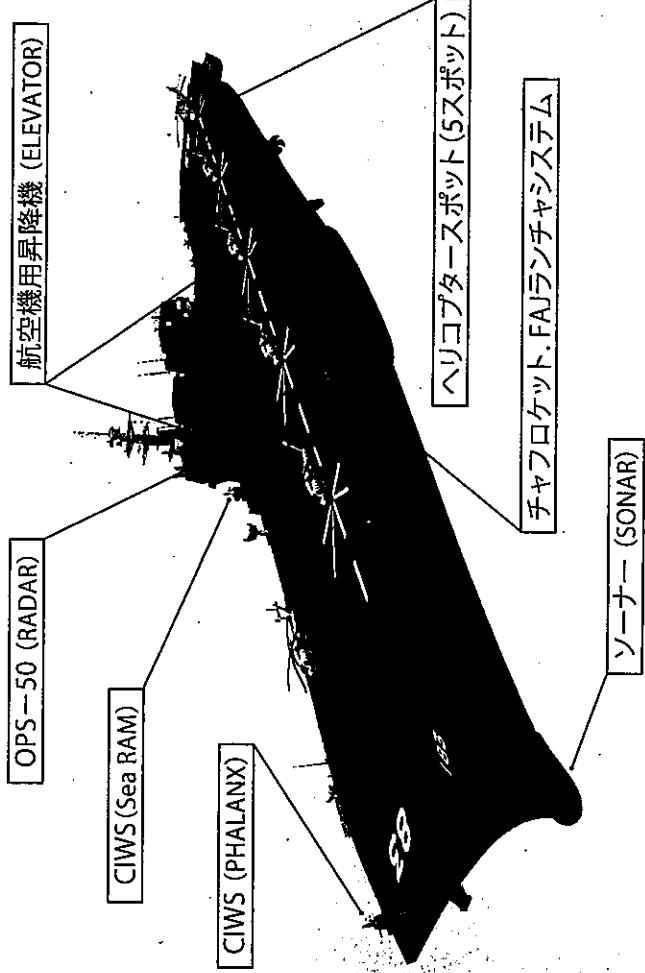 航空機用昇降機 (ELEVATOR)
OPS−50 (RADAR)
CIWS (Sea RAM)
CIWS (PHALANX)
ヘリコプタースポット (5スポット)
チャフロケット.FAJランチャシステム
ソーナー (SONAR)